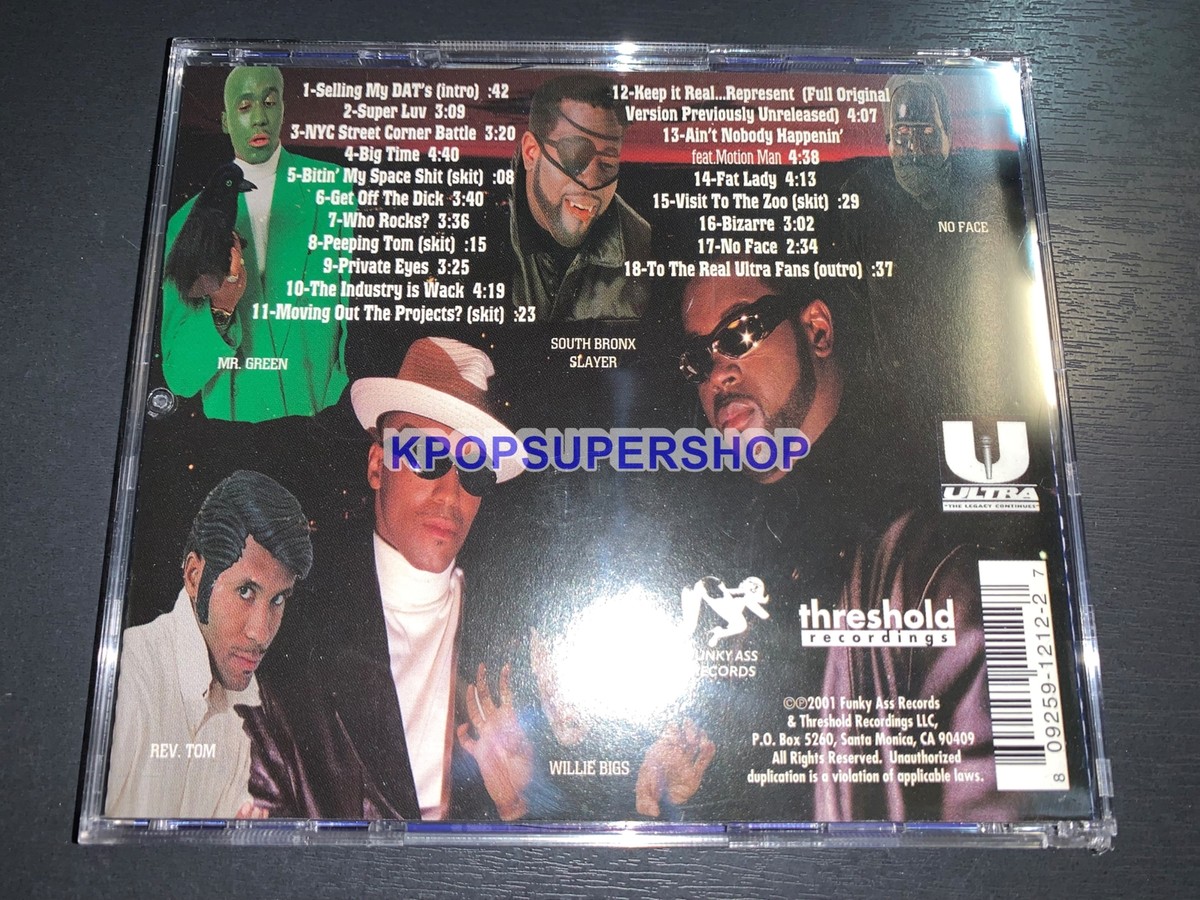 1-Selling My DAT's (intro) :42
2-Super Luv 3:09
3-NYC Street Corner Battle 3:20
4-Big Time 4:40
5-Bitin' My Space Shit (skit) :08
6-Get Off The Dick 3:40
7-Who Rocks? 3:36
8-Peeping Tom (skit) :15
9-Private Eyes 3:25
10-The Industry is Wack 4:19
11-Moving Out The Projects? (skit) :23
12-Keep it Real...Represent (Full Original
Version Previously Unreleased) 4:07
13-Ain't Nobody Happenin'
feat.Motion Man 4:38
14-Fat Lady 4:13
15-Visit To The Zoo (skit) :29
16-Bizarre 3:02
17-No Face 2:34
18-To The Real Ultra Fans (outro) :37
NO FACE
MR. GREEN
SOUTH BRONX
SLAYER
KPOPSUPERSHOP
U
ULTRA
"THE LEGACY CONTINUES"
REV. TOM
WILLIE BIGS
UNKY ASS
RECORDS
threshold
recordings
©℗2001 Funky Ass Records
& Threshold Recordings LLC,
P.O. Box 5260, Santa Monica, CA 90409
All Rights Reserved. Unauthorized
duplication is a violation of applicable laws.
8 09259-1212-2 7